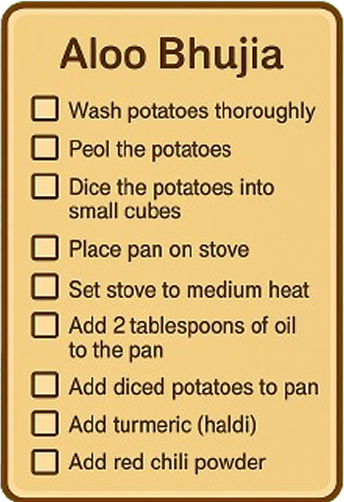 Aloo Bhujia
Wash potatoes thoroughly
Peol the potatoes
Dice the potatoes into
small cubes
Place pan on stove
Set stove to medium heat
Add 2 tablespoons of oil
to the pan
Add diced potatoes to pan
Add turmeric (haldi)
Add red chili powder